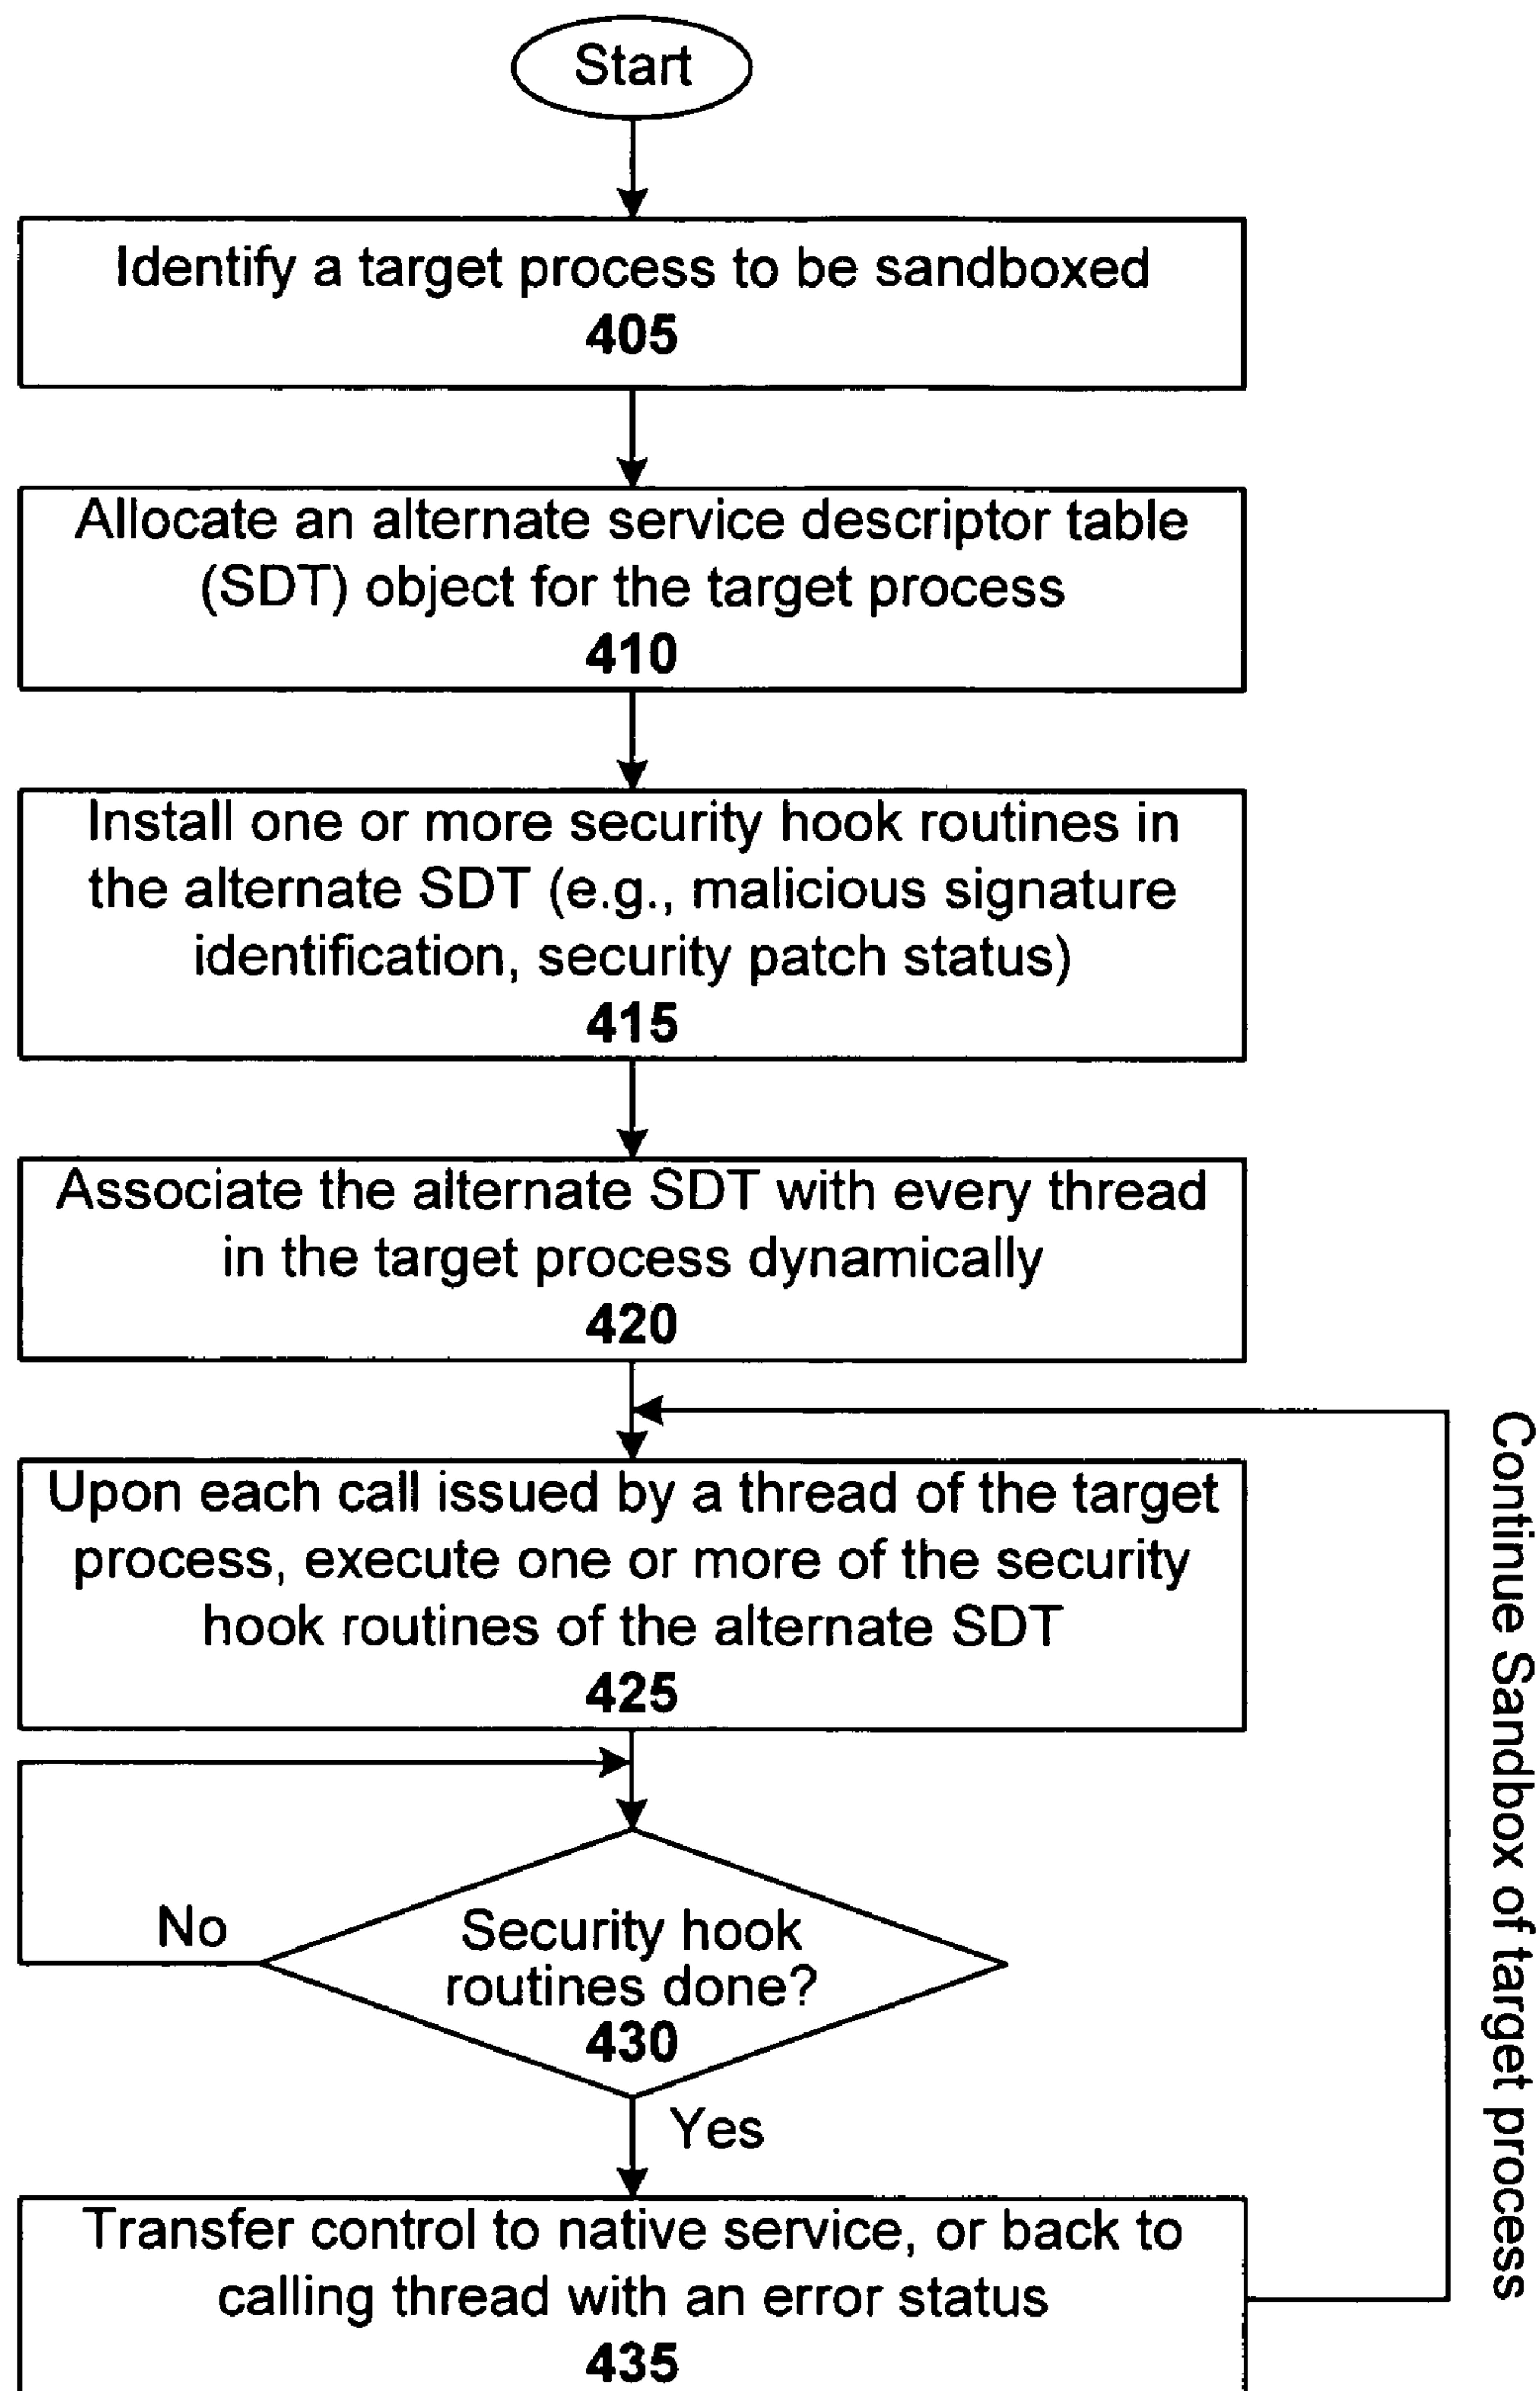 Start
Identify a target process to be sandboxed
405
Allocate an alternate service descriptor table
(SDT) object for the target process
410
Install one or more security hook routines in
the alternate SDT (e.g., malicious signature
identification, security patch status)
415
Associate the alternate SDT with every thread
in the target process dynamically
420
Upon each call issued by a thread of the target
process, execute one or more of the security
hook routines of the alternate SDT
425
No
Security hook
routines done?
430
Yes
Transfer control to native service, or back to
calling thread with an error status
435
Continue Sandbox of target process